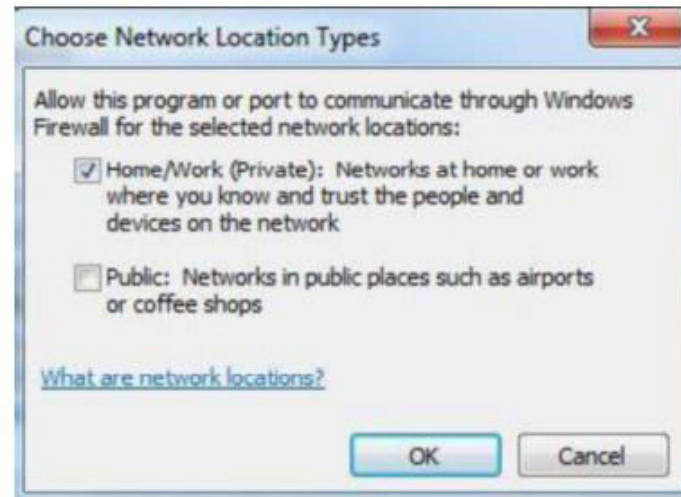 Choose Network Location Types
Allow this program or port to communicate through Windows
Firewall for the selected network locations:
Home/Work (Private): Networks at home or work
where you know and trust the people and
devices on the network
Public: Networks in public places such as airports
or coffee shops
What are network locations?
OK
Cancel